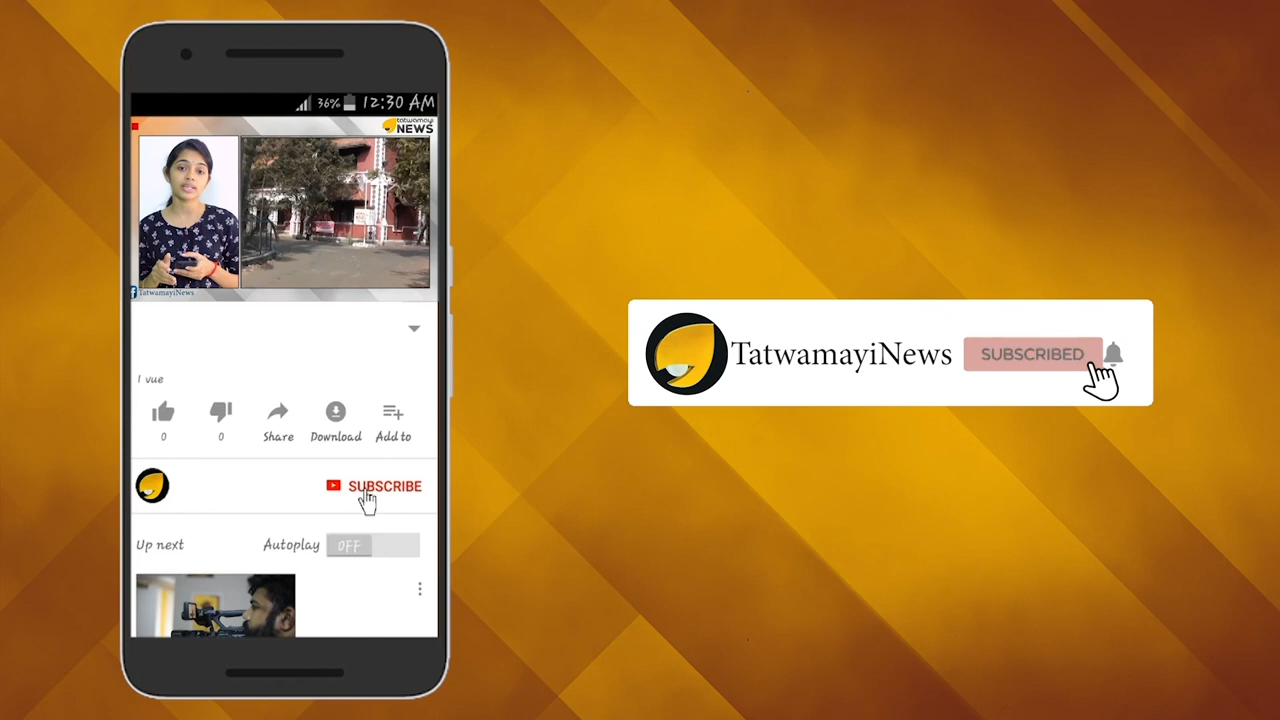 36% 12:30 AM
tatwamayi
NEWS
TatwamayiNews
1 vue
0
0
Share
Download
Add to
SUBSCRIBE
Up next
Autoplay
OFF
TatwamayiNews
SUBSCRIBED